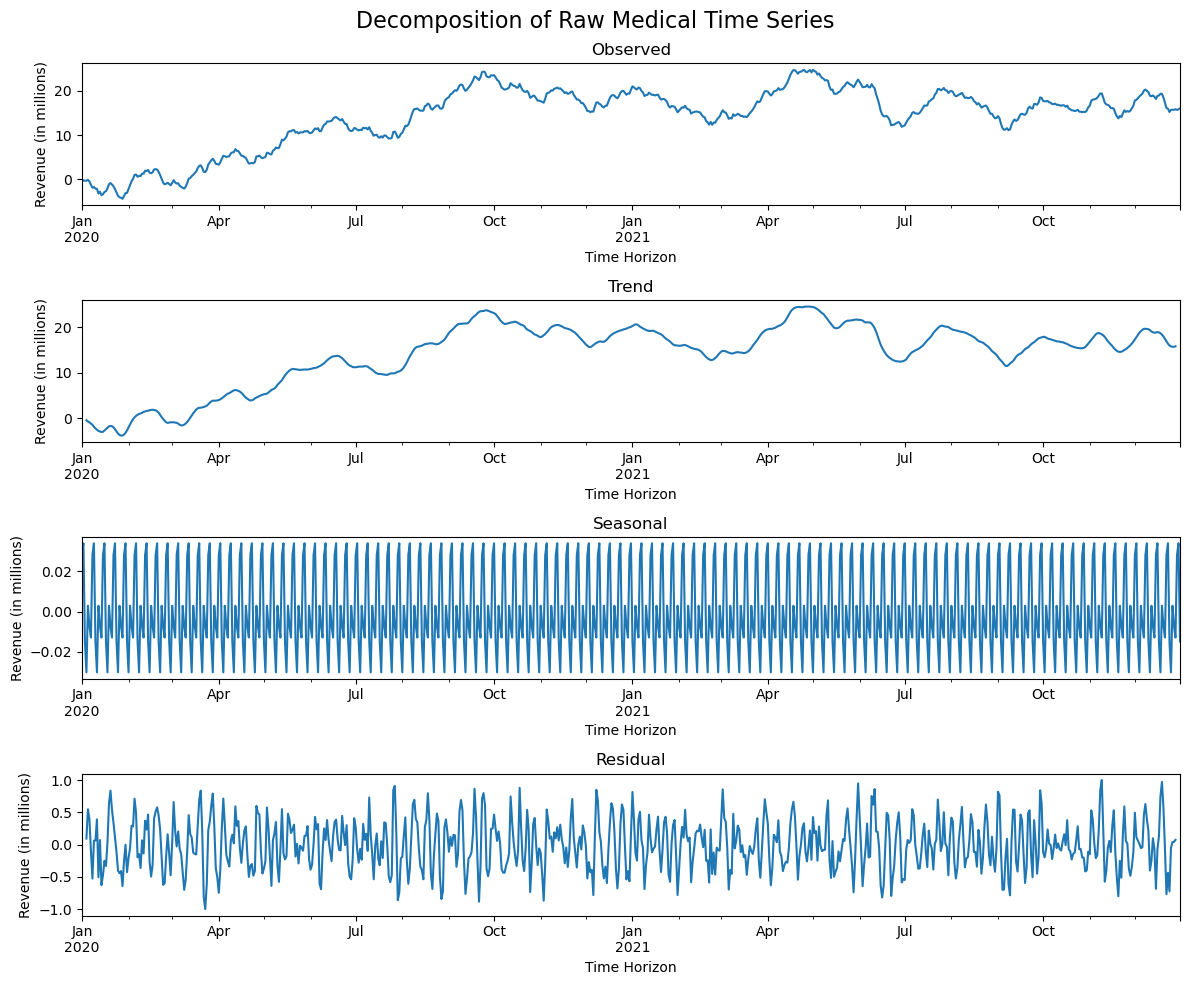 Decomposition of Raw Medical Time Series
Observed
Revenue (in millions)
20
10
0
Jan Apr Jul Oct Jan Apr Jul Oct
2020 2021
Time Horizon
Trend
Revenue (in millions)
20
10
0
Jan Apr Jul Oct Jan Apr Jul Oct
2020 2021
Time Horizon
Seasonal
Revenue (in millions)
0.02
0.00
−0.02
Jan Apr Jul Oct Jan Apr Jul Oct
2020 2021
Time Horizon
Residual
Revenue (in millions)
1.0
0.5
0.0
−0.5
−1.0
Jan Apr Jul Oct Jan Apr Jul Oct
2020 2021
Time Horizon